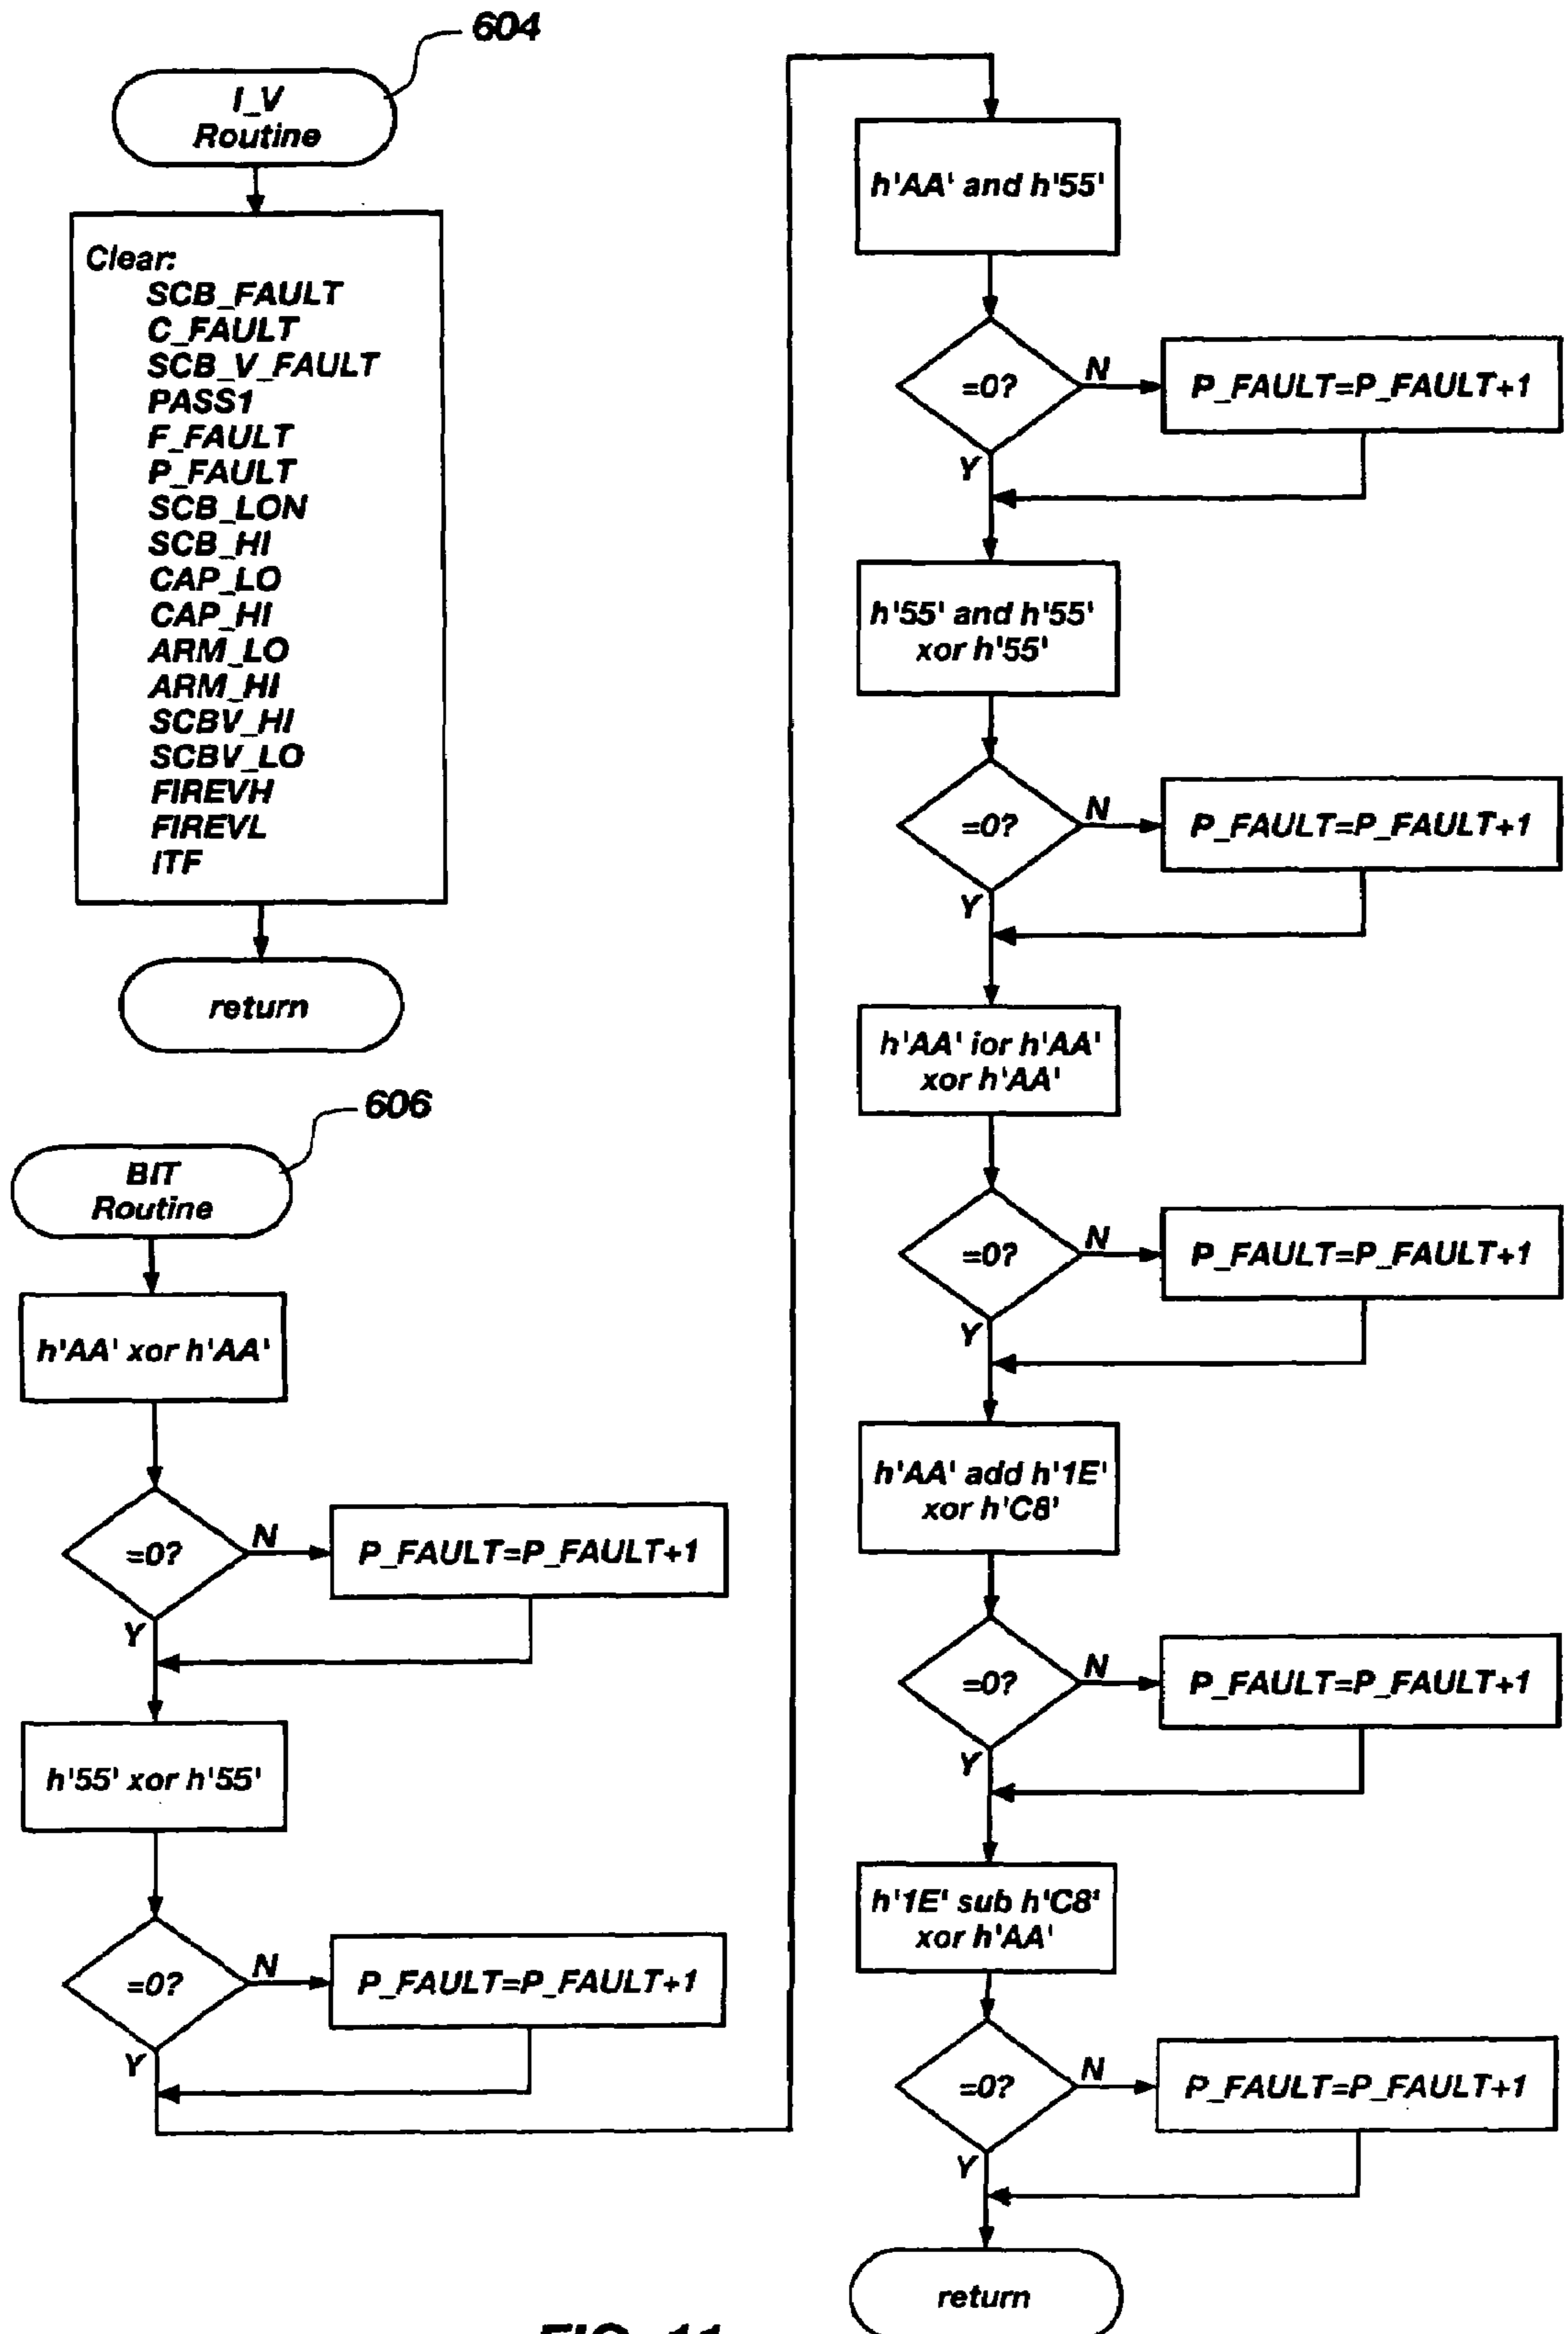 604
I_V
Routine
Clear:
SCB_FAULT
C_FAULT
SCB_V_FAULT
PASS1
F_FAULT
P_FAULT
SCB_LON
SCB_HI
CAP_LO
CAP_HI
ARM_LO
ARM_HI
SCBV_HI
SCBV_LO
FIREVH
FIREVL
ITF
return
606
BIT
Routine
h'AA' xor h'AA'
=0?
N
P_FAULT=P_FAULT+1
Y
h'55' xor h'55'
=0?
N
P_FAULT=P_FAULT+1
Y
h'AA' and h'55'
=0?
N
P_FAULT=P_FAULT+1
Y
h'55' and h'55'
xor h'55'
=0?
N
P_FAULT=P_FAULT+1
Y
h'AA' ior h'AA'
xor h'AA'
=0?
N
P_FAULT=P_FAULT+1
Y
h'AA' add h'1E'
xor h'C8'
=0?
N
P_FAULT=P_FAULT+1
Y
h'1E' sub h'C8'
xor h'AA'
=0?
N
P_FAULT=P_FAULT+1
Y
return
FIG. 11